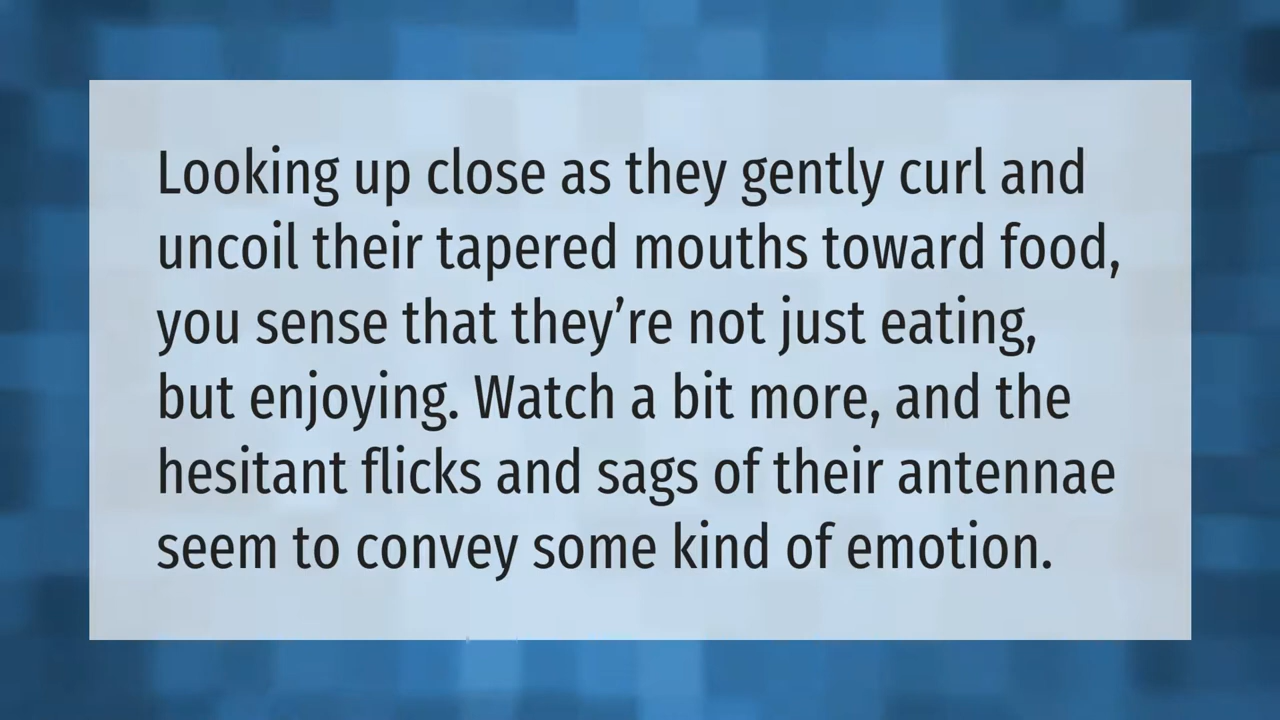 Looking up close as they gently curl and
uncoil their tapered mouths toward food,
you sense that they’re not just eating,
but enjoying. Watch a bit more, and the
hesitant flicks and sags of their antennae
seem to convey some kind of emotion.